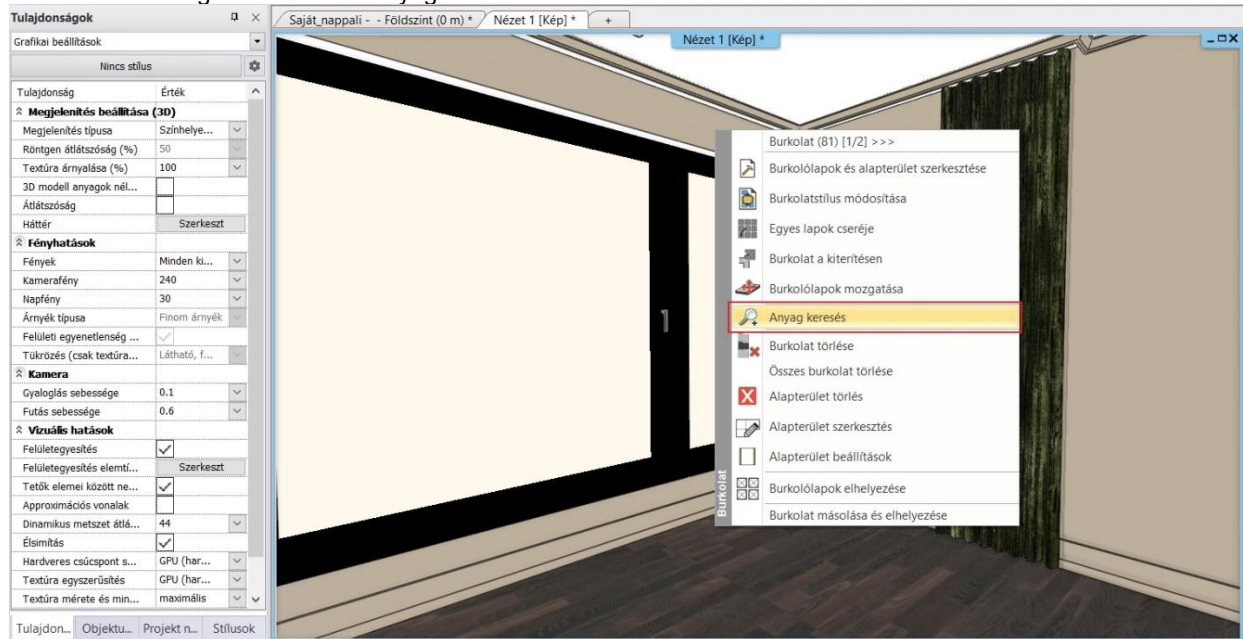 Tulajdonságok
Grafikai beállítások
Nincs stílus
Tulajdonság Érték
Megjelenítés beállítása (3D)
Megjelenítés típusa Színhelye...
Röntgen átlátszóság (%) 50
Textúra árnyalása (%) 100
3D modell anyagok nél...
Átlátszóság
Háttér Szerkeszt
Fényhatások
Fények Minden ki...
Kamerafény 240
Napfény 30
Árnyék típusa Finom árnyék
Felületi egyenetlenség ...
Tükrözés (csak textúra... Látható, f...
Kamera
Gyaloglás sebessége 0.1
Futás sebessége 0.6
Vizuális hatások
Felületegyesítés
Felületegyesítés elemtí... Szerkeszt
Tetők elemei között ne...
Approximációs vonalak
Dinamikus metszet átlá... 44
Élsimítás
Hardveres csúcspont s... GPU (har...
Textúra egyszerűsítés GPU (har...
Textúra mérete és min... maximális
Tulajdon... Objektu... Projekt n... Stílusok
Saját_nappali - - Földszint (0 m) * Nézet 1 [Kép] * +
Nézet 1 [Kép] *
Burkolat (81) [1/2] >>>
Burkolólapok és alapterület szerkesztése
Burkolatstílus módosítása
Egyes lapok cseréje
Burkolat a kiterítésen
Burkolólapok mozgatása
Anyag keresés
Burkolat törlése
Összes burkolat törlése
Alapterület törlés
Alapterület szerkesztés
Alapterület beállítások
Burkolólapok elhelyezése
Burkolat másolása és elhelyezése
Burkolat